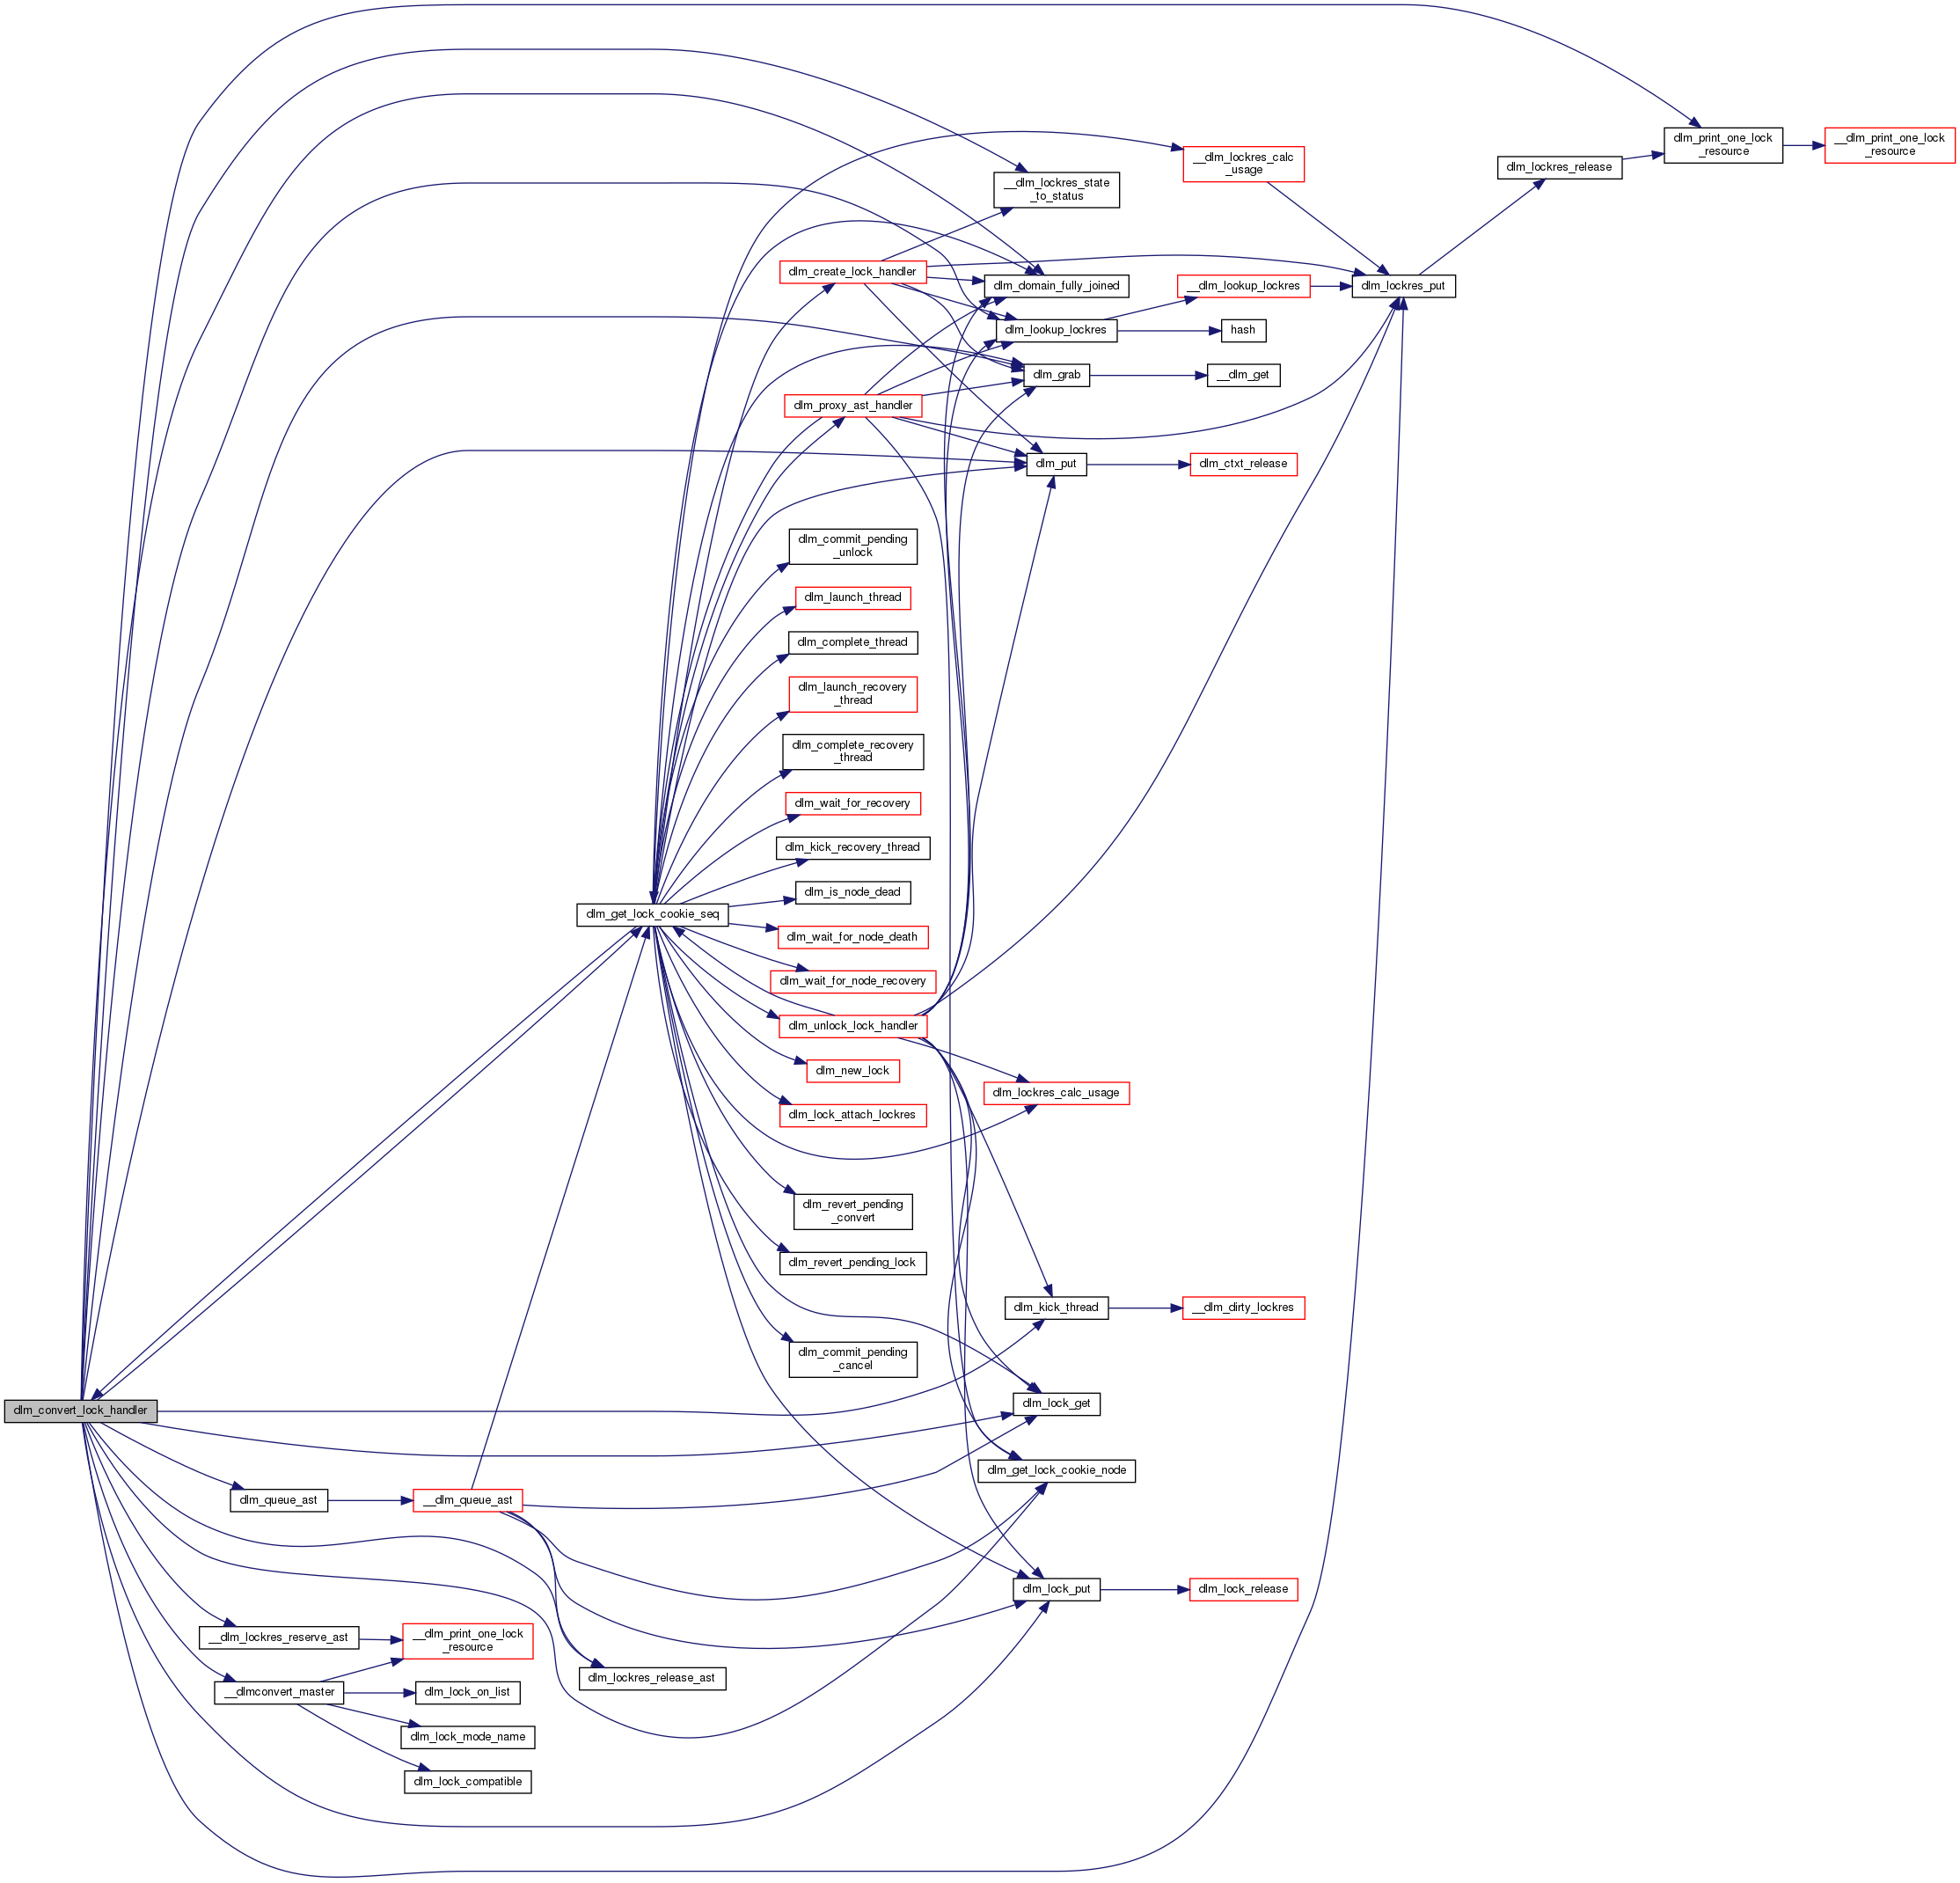 dlm_print_one_lock
_resource
__dlm_print_one_lock
_resource
dlm_lockres_release
__dlm_lockres_calc
_usage
__dlm_lockres_state
_to_status
dlm_create_lock_handler
dlm_domain_fully_joined
__dlm_lookup_lockres
dlm_lockres_put
dlm_lookup_lockres
hash
dlm_grab
__dlm_get
dlm_proxy_ast_handler
dlm_put
dlm_ctxt_release
dlm_commit_pending
_unlock
dlm_launch_thread
dlm_complete_thread
dlm_launch_recovery
_thread
dlm_complete_recovery
_thread
dlm_wait_for_recovery
dlm_kick_recovery_thread
dlm_is_node_dead
dlm_get_lock_cookie_seq
dlm_wait_for_node_death
dlm_wait_for_node_recovery
dlm_unlock_lock_handler
dlm_new_lock
dlm_lockres_calc_usage
dlm_lock_attach_lockres
dlm_revert_pending
_convert
dlm_revert_pending_lock
dlm_kick_thread
__dlm_dirty_lockres
dlm_commit_pending
_cancel
dlm_convert_lock_handler
dlm_lock_get
dlm_get_lock_cookie_node
dlm_queue_ast
__dlm_queue_ast
dlm_lock_put
dlm_lock_release
__dlm_lockres_reserve_ast
__dlm_print_one_lock
_resource
dlm_lockres_release_ast
__dlmconvert_master
dlm_lock_on_list
dlm_lock_mode_name
dlm_lock_compatible